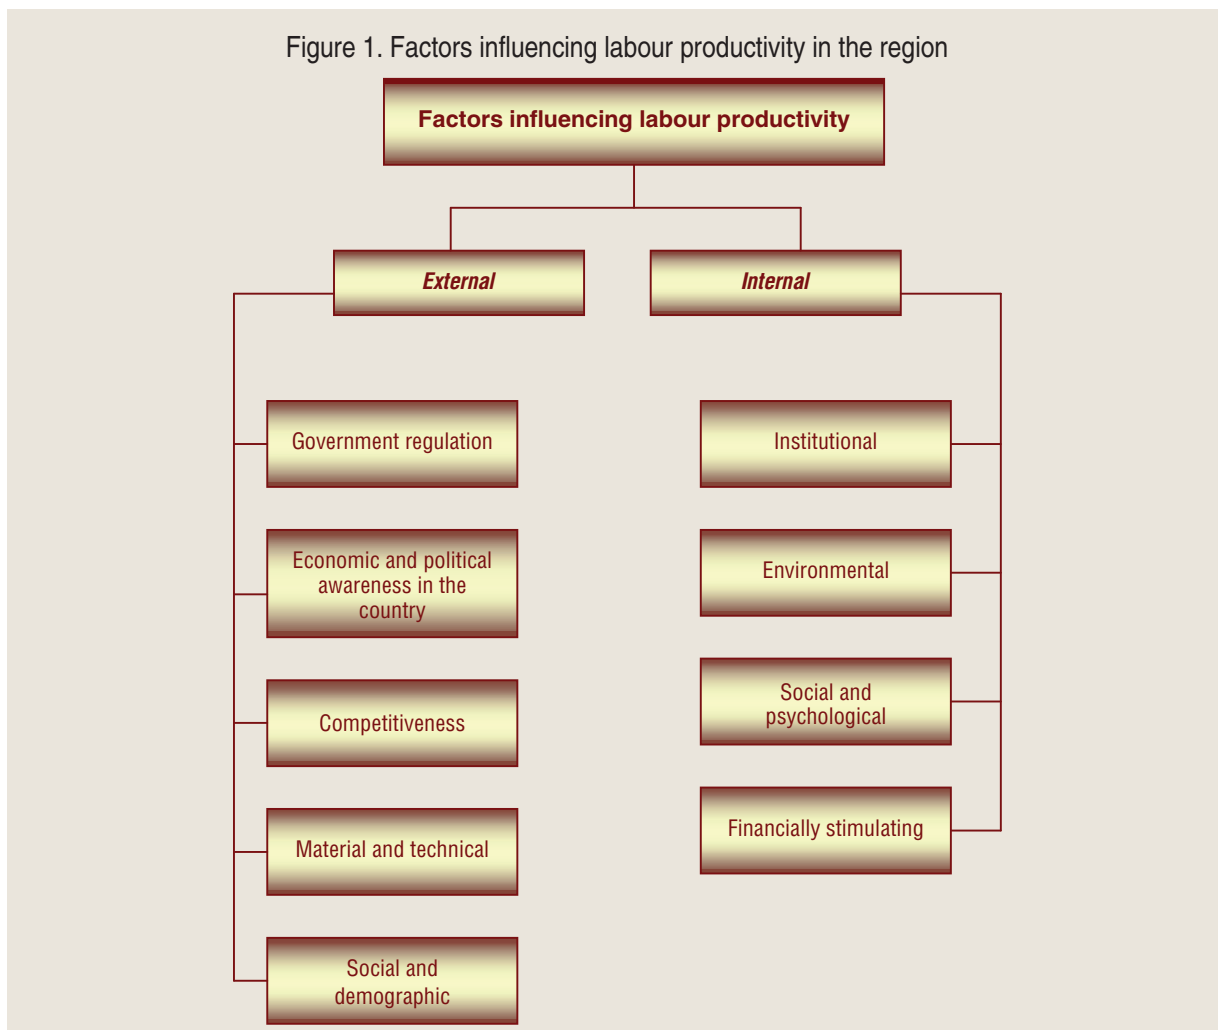 Figure 1. Factors influencing labour productivity in the region
Factors influencing labour productivity
External
Internal
Government regulation
Economic and political
awareness in the
country
Competitiveness
Material and technical
Social and
demographic
Institutional
Environmental
Social and
psychological
Financially stimulating